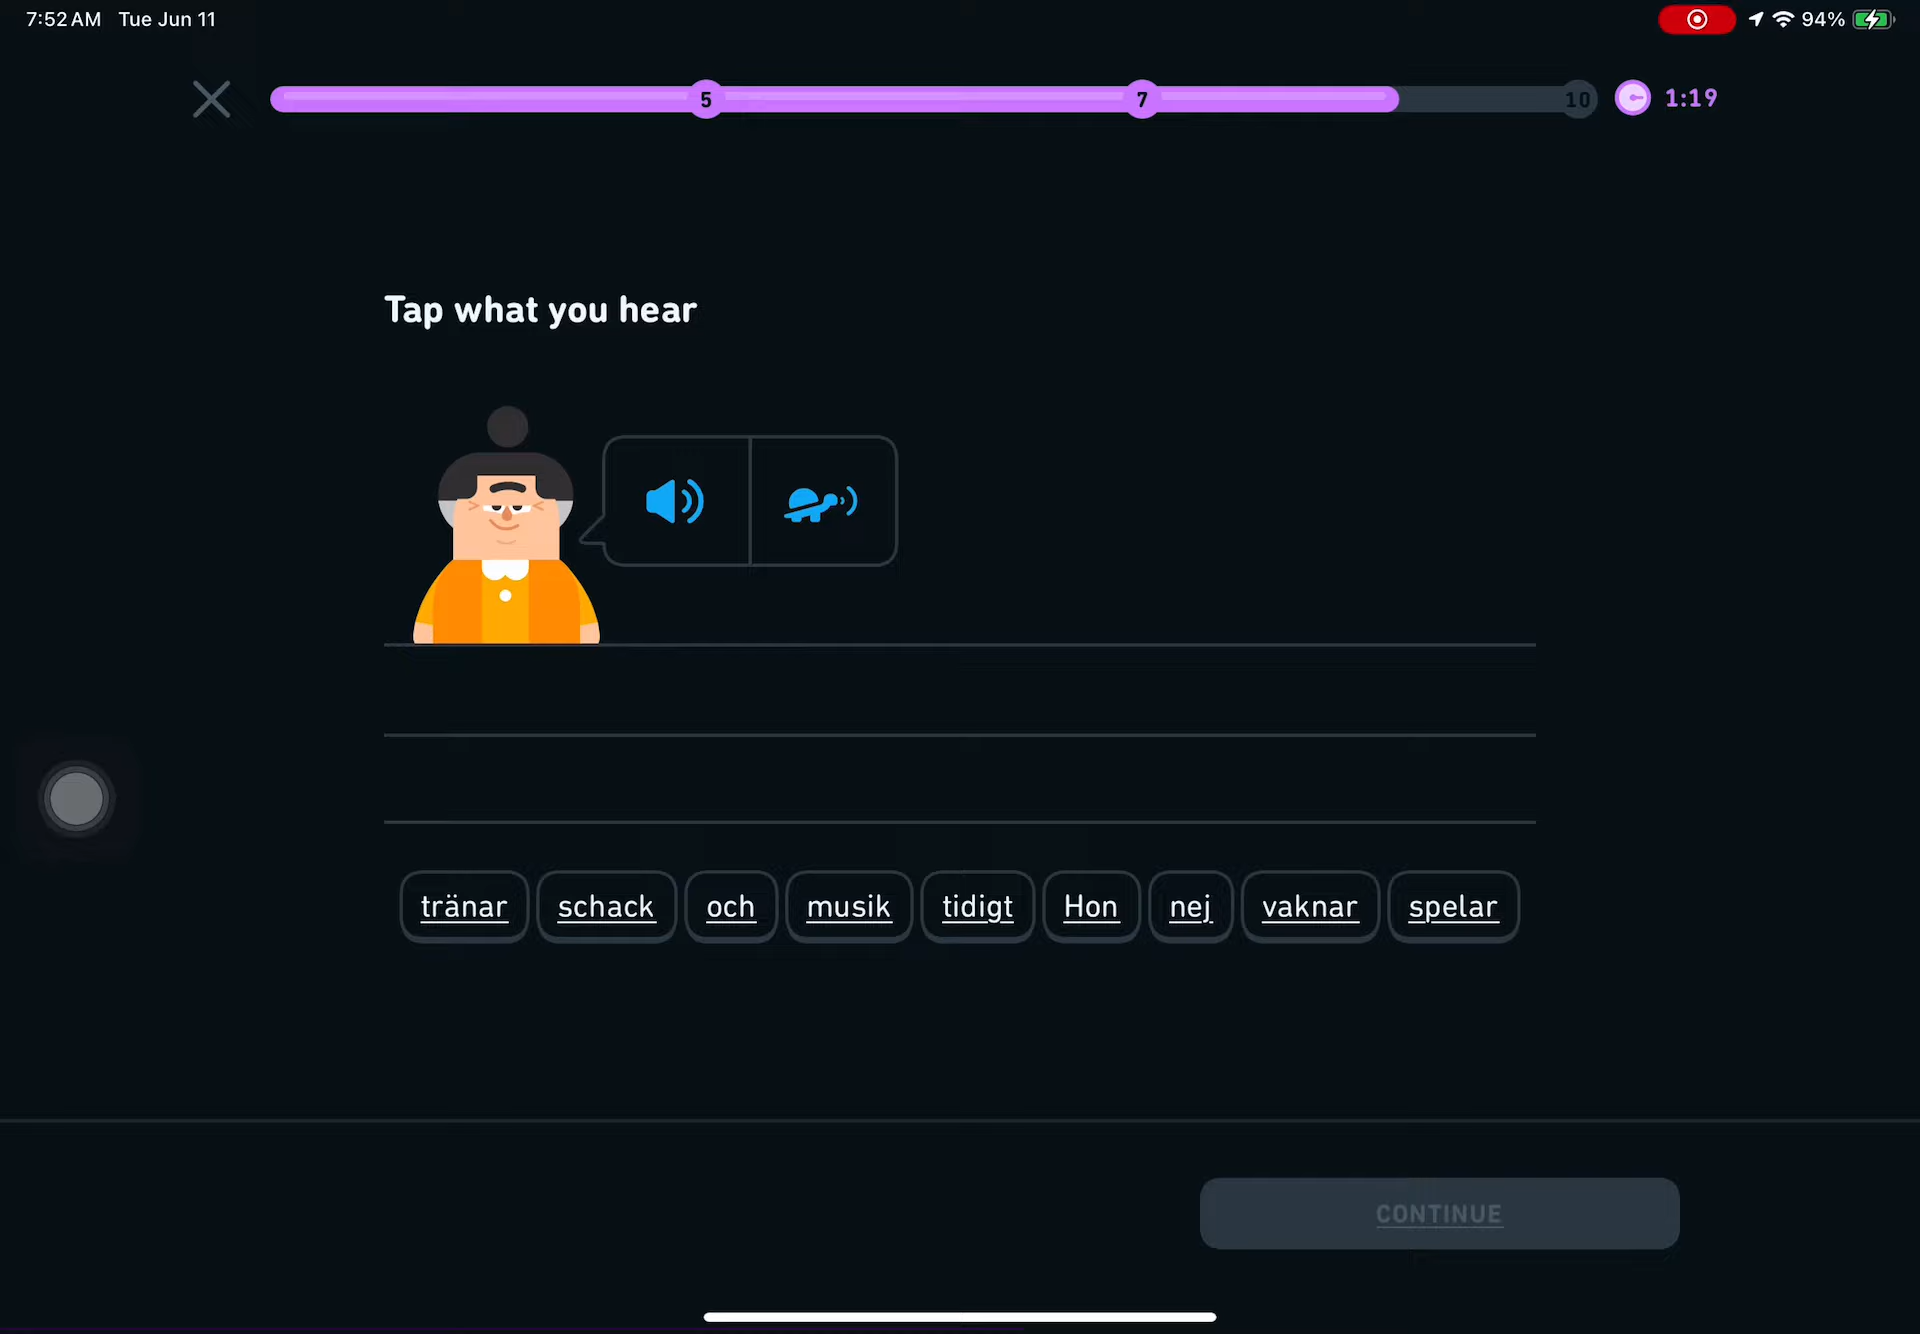 7:52 AM Tue Jun 11
94%
5 7 10 1:19
Tap what you hear
tränar schack och musik tidigt Hon nej vaknar spelar
CONTINUE